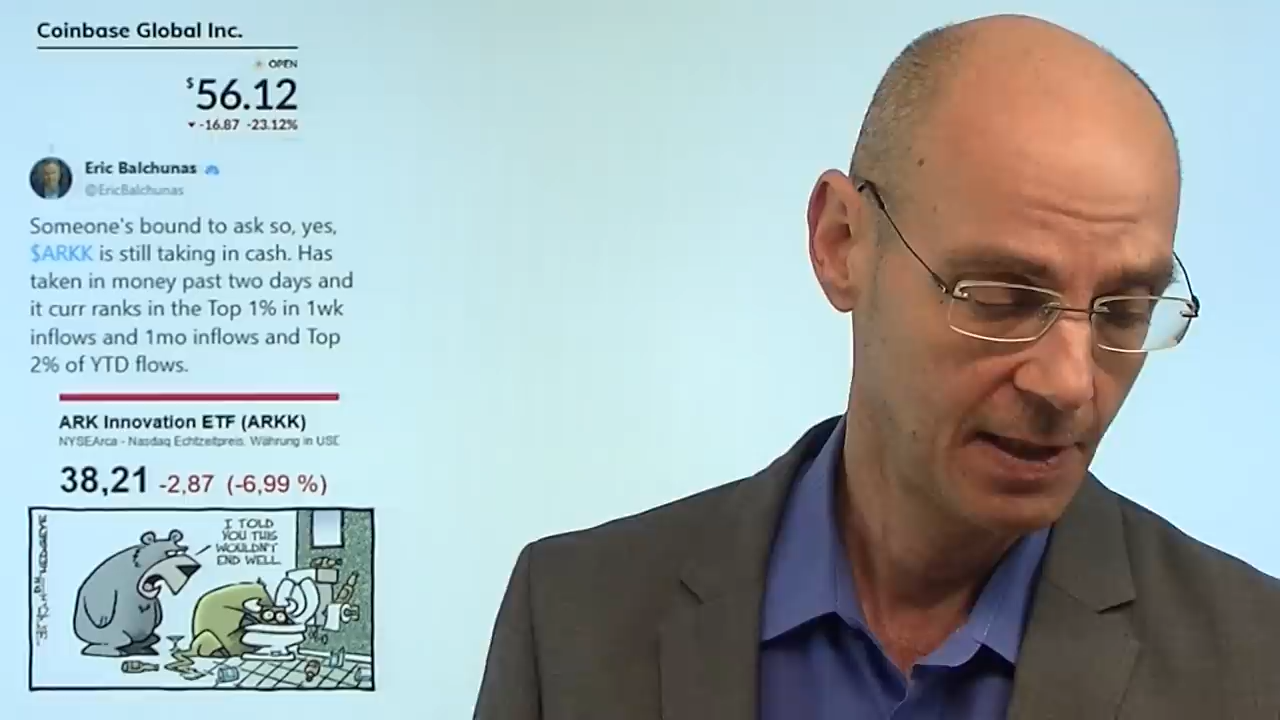 Coinbase Global Inc.
OPEN
$56.12
▼ -16.87 -23.12%
Eric Balchunas
@EricBalchunas
Someone's bound to ask so, yes,
$ARKK is still taking in cash. Has
taken in money past two days and
it curr ranks in the Top 1% in 1wk
inflows and 1mo inflows and Top
2% of YTD flows.
ARK Innovation ETF (ARKK)
NYSEArca - Nasdaq Echtzeitpreis. Währung in USD
38,21 -2,87 (-6,99 %)
I TOLD
YOU THIS
WOULDN'T
END WELL.
HEDGEYE